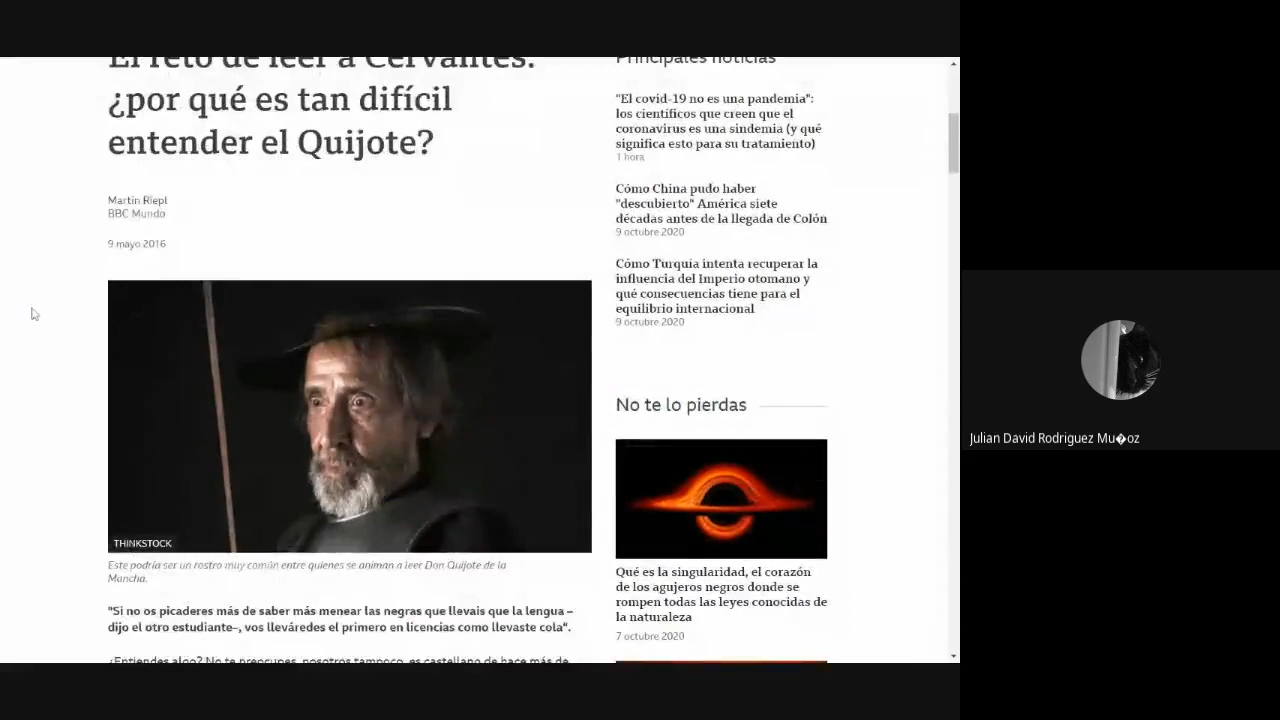 El reto de leer a Cervantes:
¿por qué es tan difícil
entender el Quijote?
Martín Riepl
BBC Mundo
9 mayo 2016
THINKSTOCK
Este podría ser un rostro muy común entre quienes se animan a leer Don Quijote de la
Mancha.
"Si no os picaderes más de saber más menear las negras que llevais que la lengua –
dijo el otro estudiante–, vos lleváredes el primero en licencias como llevaste cola".
¿Entiendes algo? No te preocupes, nosotros tampoco, es castellano de hace más de
Principales noticias
"El covid-19 no es una pandemia":
los científicos que creen que el
coronavirus es una sindemia (y qué
significa esto para su tratamiento)
1 hora
Cómo China pudo haber
"descubierto" América siete
décadas antes de la llegada de Colón
9 octubre 2020
Cómo Turquía intenta recuperar la
influencia del Imperio otomano y
qué consecuencias tiene para el
equilibrio internacional
9 octubre 2020
No te lo pierdas
Qué es la singularidad, el corazón
de los agujeros negros donde se
rompen todas las leyes conocidas de
la naturaleza
7 octubre 2020
Julian David Rodriguez Mu�oz